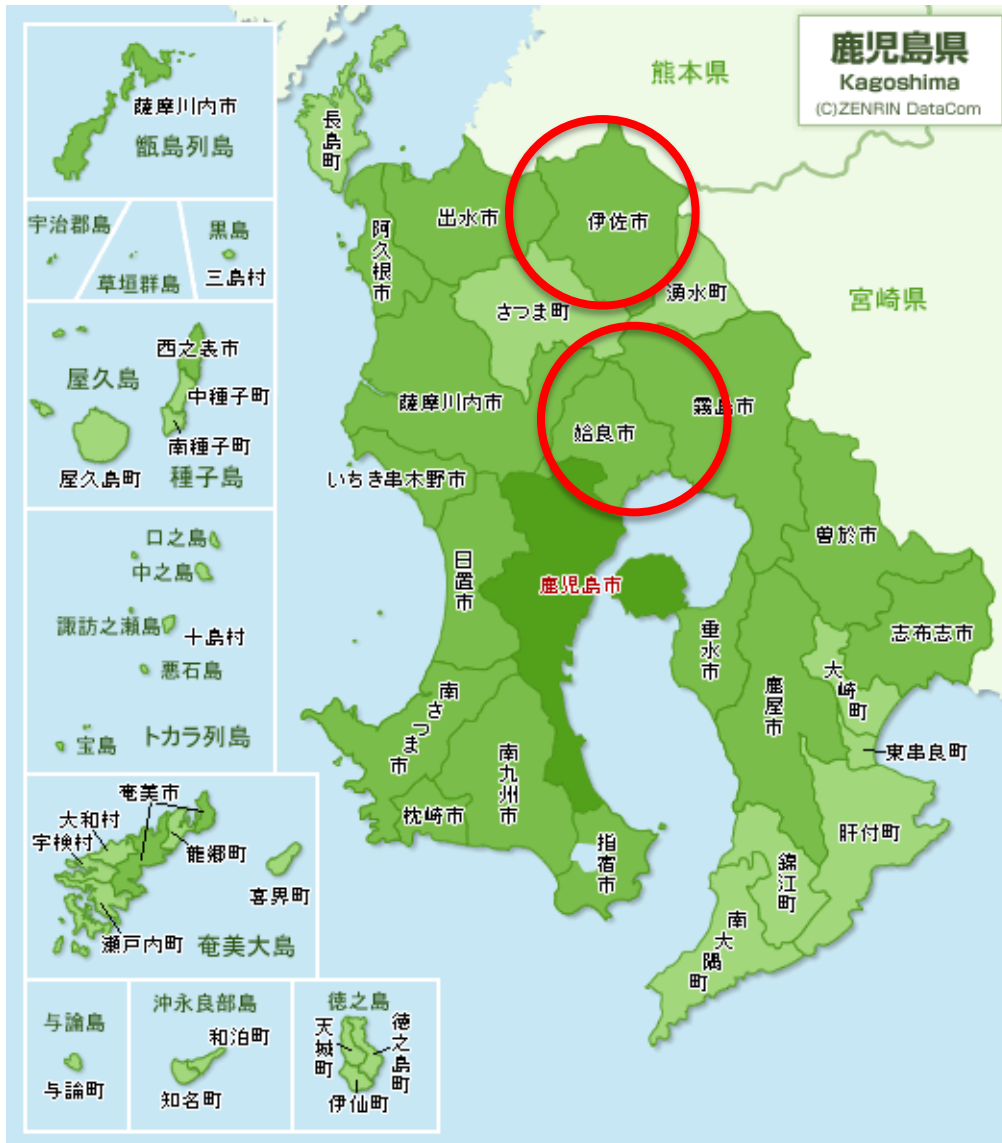 鹿児島県
Kagoshima
(C)ZENRIN DataCom
熊本県
宮崎県
薩摩川内市
甑島列島
宇治郡島
草垣群島
黒島
三島村
西之表市
屋久島
中種子町
南種子町
屋久島町
種子島
口之島
中之島
諏訪之瀬島
十島村
悪石島
宝島
トカラ列島
奄美市
大和村
宇検村
龍郷町
喜界町
瀬戸内町
奄美大島
与論島
与論町
沖永良部島
和泊町
知名町
徳之島
天城町
徳之島町
伊仙町
長島町
出水市
阿久根市
伊佐市
湧水町
さつま町
薩摩川内市
霧島市
姶良市
いちき串木野市
日置市
鹿児島市
曽於市
志布志市
垂水市
大崎町
鹿屋市
東串良町
南さつま市
南九州市
枕崎市
指宿市
肝付町
錦江町
南大隅町